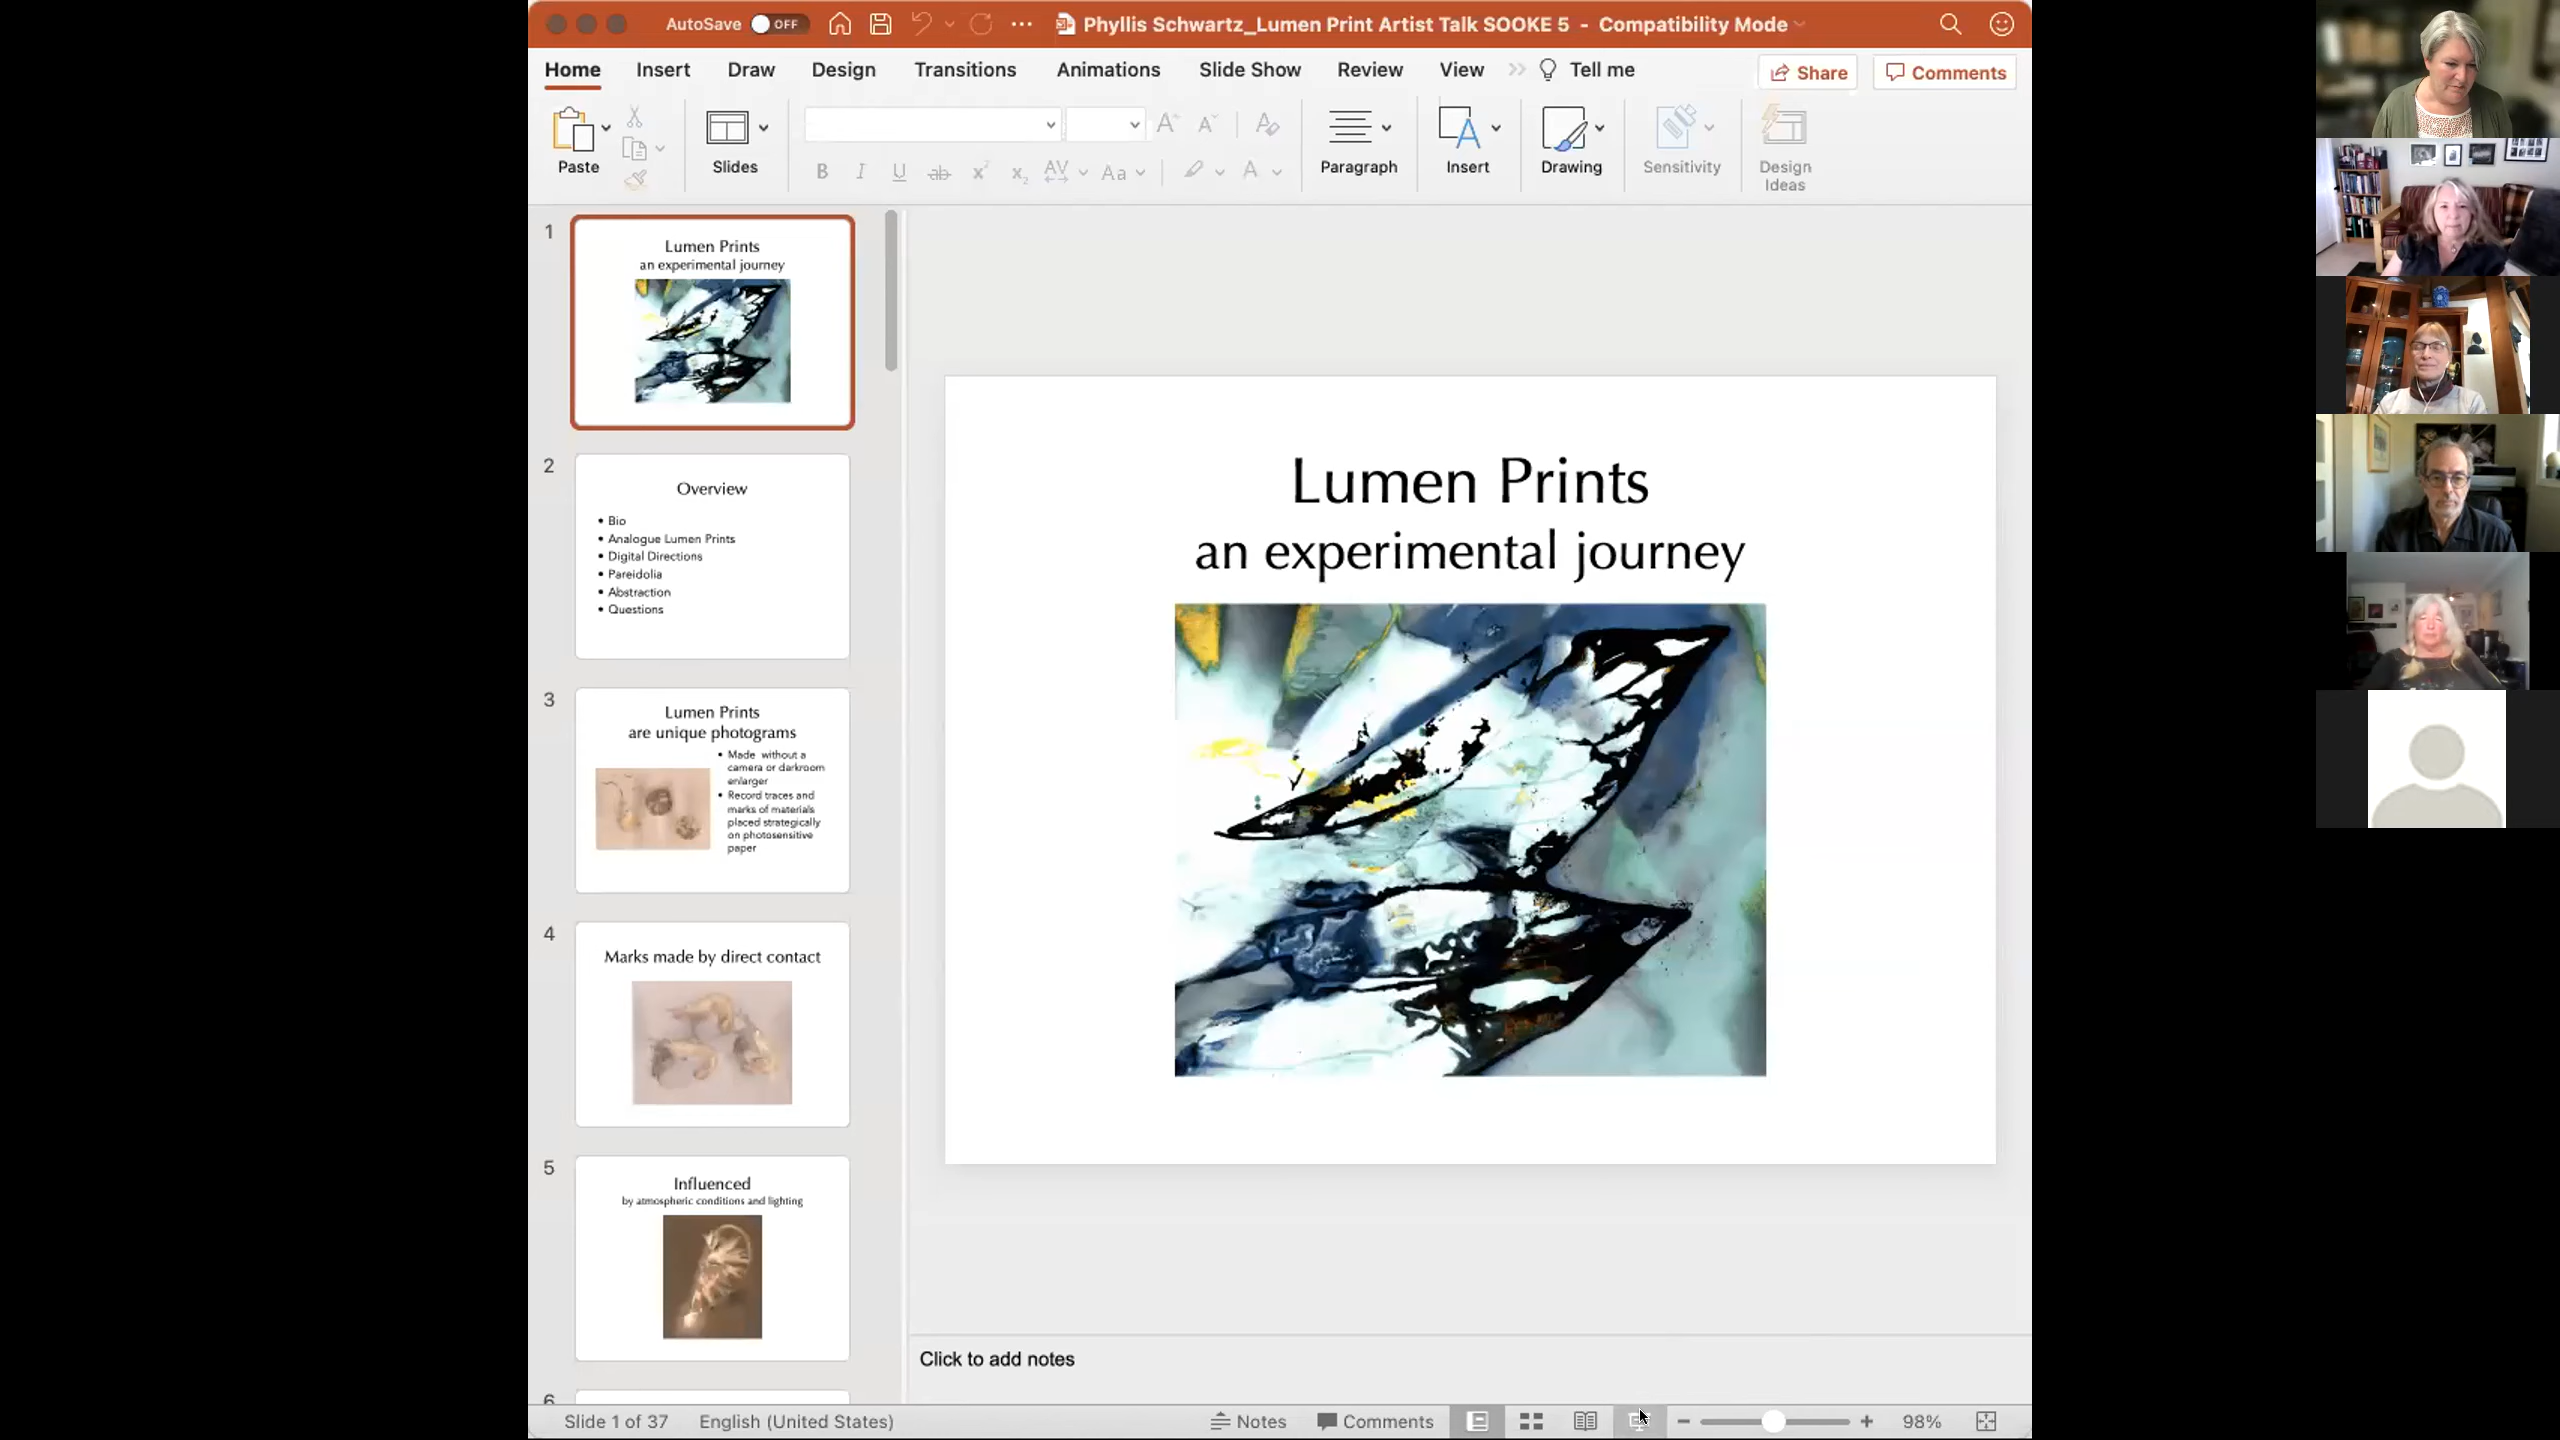 AutoSave OFF Phyllis Schwartz_Lumen Print Artist Talk SOOKE 5 - Compatibility Mode
Home Insert Draw Design Transitions Animations Slide Show Review View Tell me Share Comments
Paste Slides Paragraph Insert Drawing Sensitivity Design
Ideas
1
Lumen Prints
an experimental journey
2
Overview
• Bio
• Analogue Lumen Prints
• Digital Directions
• Pareidolia
• Abstraction
• Questions
3
Lumen Prints
are unique photograms
• Made without a
camera or darkroom
enlarger
• Record traces and
marks of materials
placed strategically
on photosensitive
paper
4
Marks made by direct contact
5
Influenced
by atmospheric conditions and lighting
6
Lumen Prints
an experimental journey
Click to add notes
Slide 1 of 37 English (United States) Notes Comments 98%